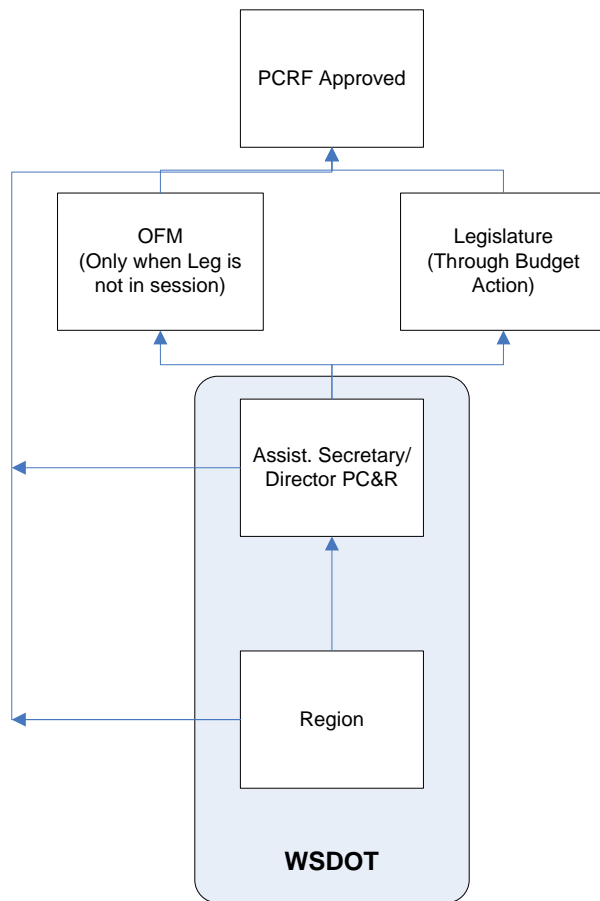 PCRF Approved
OFM
(Only when Leg is
not in session)
Legislature
(Through Budget
Action)
Assist. Secretary/
Director PC&R
Region
WSDOT